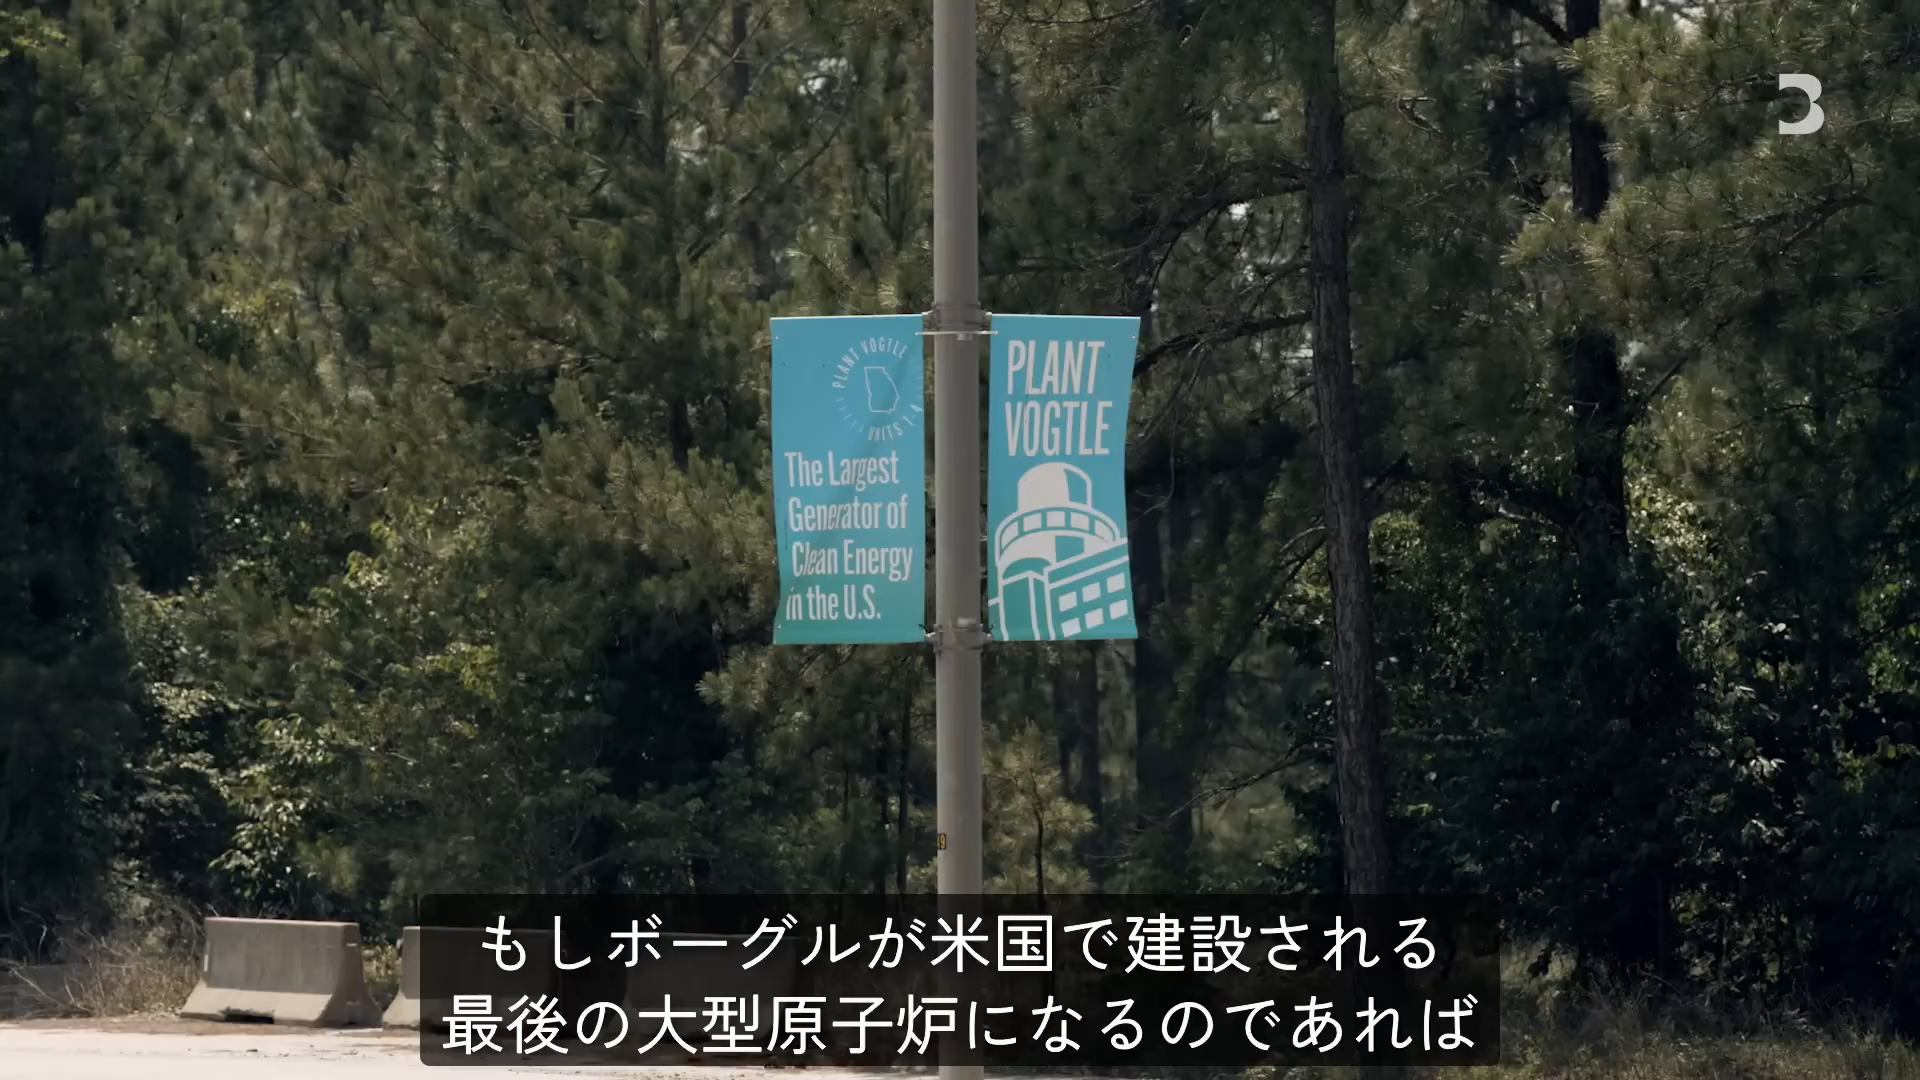 3
PLANT VOGTLE
UNITS 1-4
The Largest
Generator of
Clean Energy
in the U.S.
PLANT
VOGTLE
もしボーグルが米国で建設される
最後の大型原子炉になるのであれば